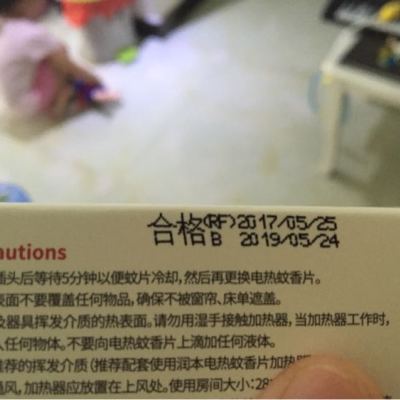 合格(RF)2017/05/25
B 2019/05/24
autions
插头后等待5分钟以便蚊片冷却,然后再更换电热蚊香片。
表面不要覆盖任何物品,确保不被窗帘、床单遮盖。
器具挥发介质的热表面。请勿用湿手接触加热器,当加热器工作时,
入任何物体。不要向电热蚊香片上滴加任何液体。
推荐的挥发介质(推荐配套使用润本电热蚊香片加热
通风,加热器应放置在上风处。使用房间大小:28